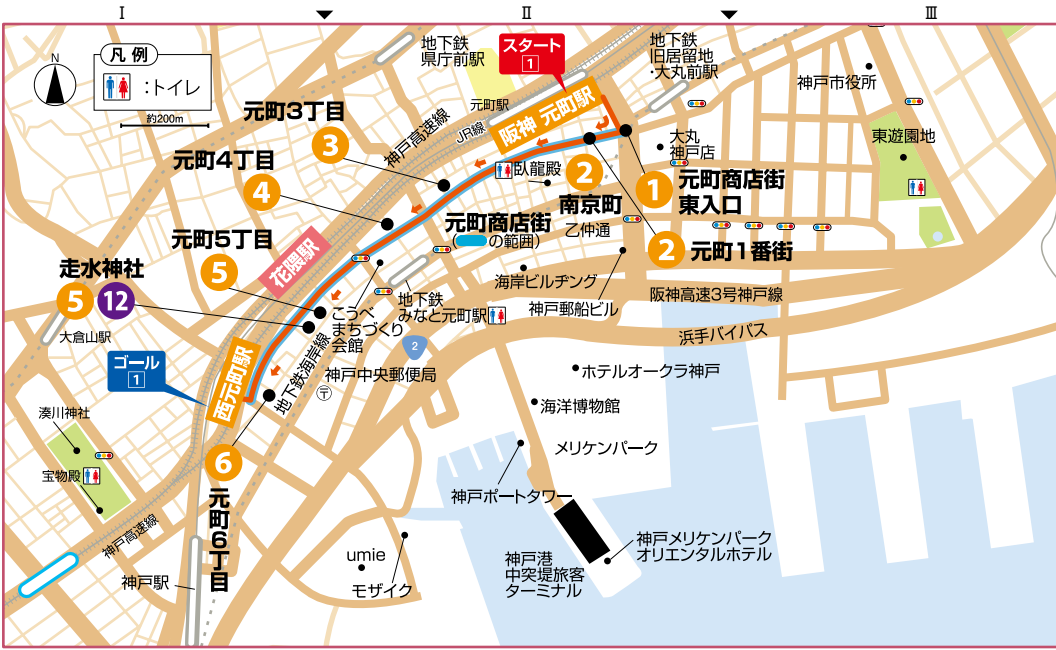 I
II
III
N
凡 例
:トイレ
約200m
地下鉄
県庁前駅
スタート
1
地下鉄
旧居留地
・大丸前駅
神戸市役所
元町駅
阪神 元町駅
神戸高速線
JR線
元町3丁目
3
元町4丁目
4
大丸
神戸店
東遊園地
臥龍殿
2
南京町
1
元町商店街
東入口
元町商店街
(の範囲)
乙仲通
2
元町1番街
元町5丁目
5
花隈駅
走水神社
5
12
大倉山駅
海岸ビルヂング
神戸郵船ビル
阪神高速3号神戸線
浜手バイパス
地下鉄
みなと元町駅
こうべ
まちづくり
会館
2
ゴール
1
西元町駅
地下鉄海岸線
神戸中央郵便局
〒
ホテルオークラ神戸
海洋博物館
メリケンパーク
湊川神社
宝物殿
6
元町6丁目
神戸ポートタワー
神戸高速線
神戸駅
umie
モザイク
神戸港
中突堤旅客
ターミナル
神戸メリケンパーク
オリエンタルホテル